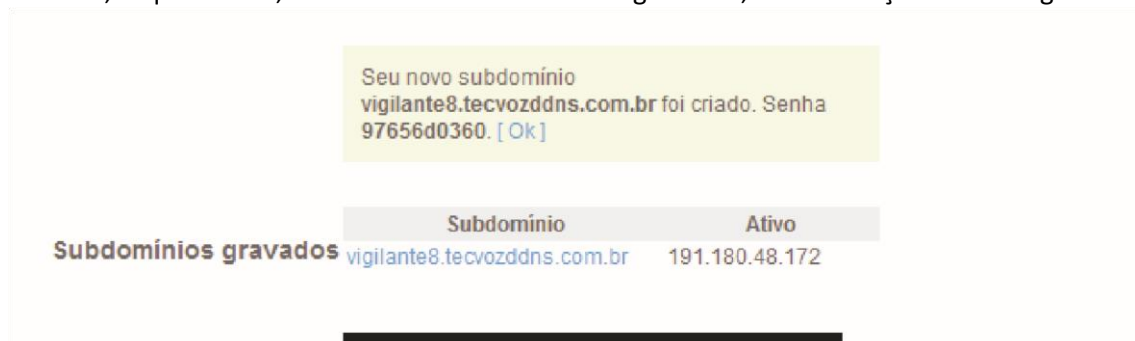 Seu novo subdomínio
vigilante8.tecvozddns.com.br foi criado. Senha
97656d0360. [ Ok ]
Subdomínio Ativo
Subdomínios gravados vigilante8.tecvozddns.com.br 191.180.48.172